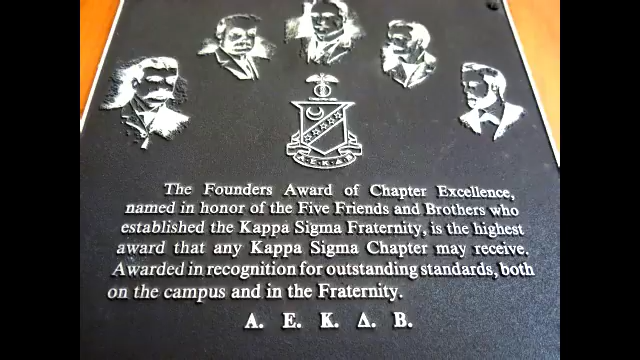 Α Ε Κ Δ Β
The Founders Award of Chapter Excellence,
named in honor of the Five Friends and Brothers who
established the Kappa Sigma Fraternity, is the highest
award that any Kappa Sigma Chapter may receive.
Awarded in recognition for outstanding standards, both
on the campus and in the Fraternity.
Α. Ε. Κ. Δ. Β.